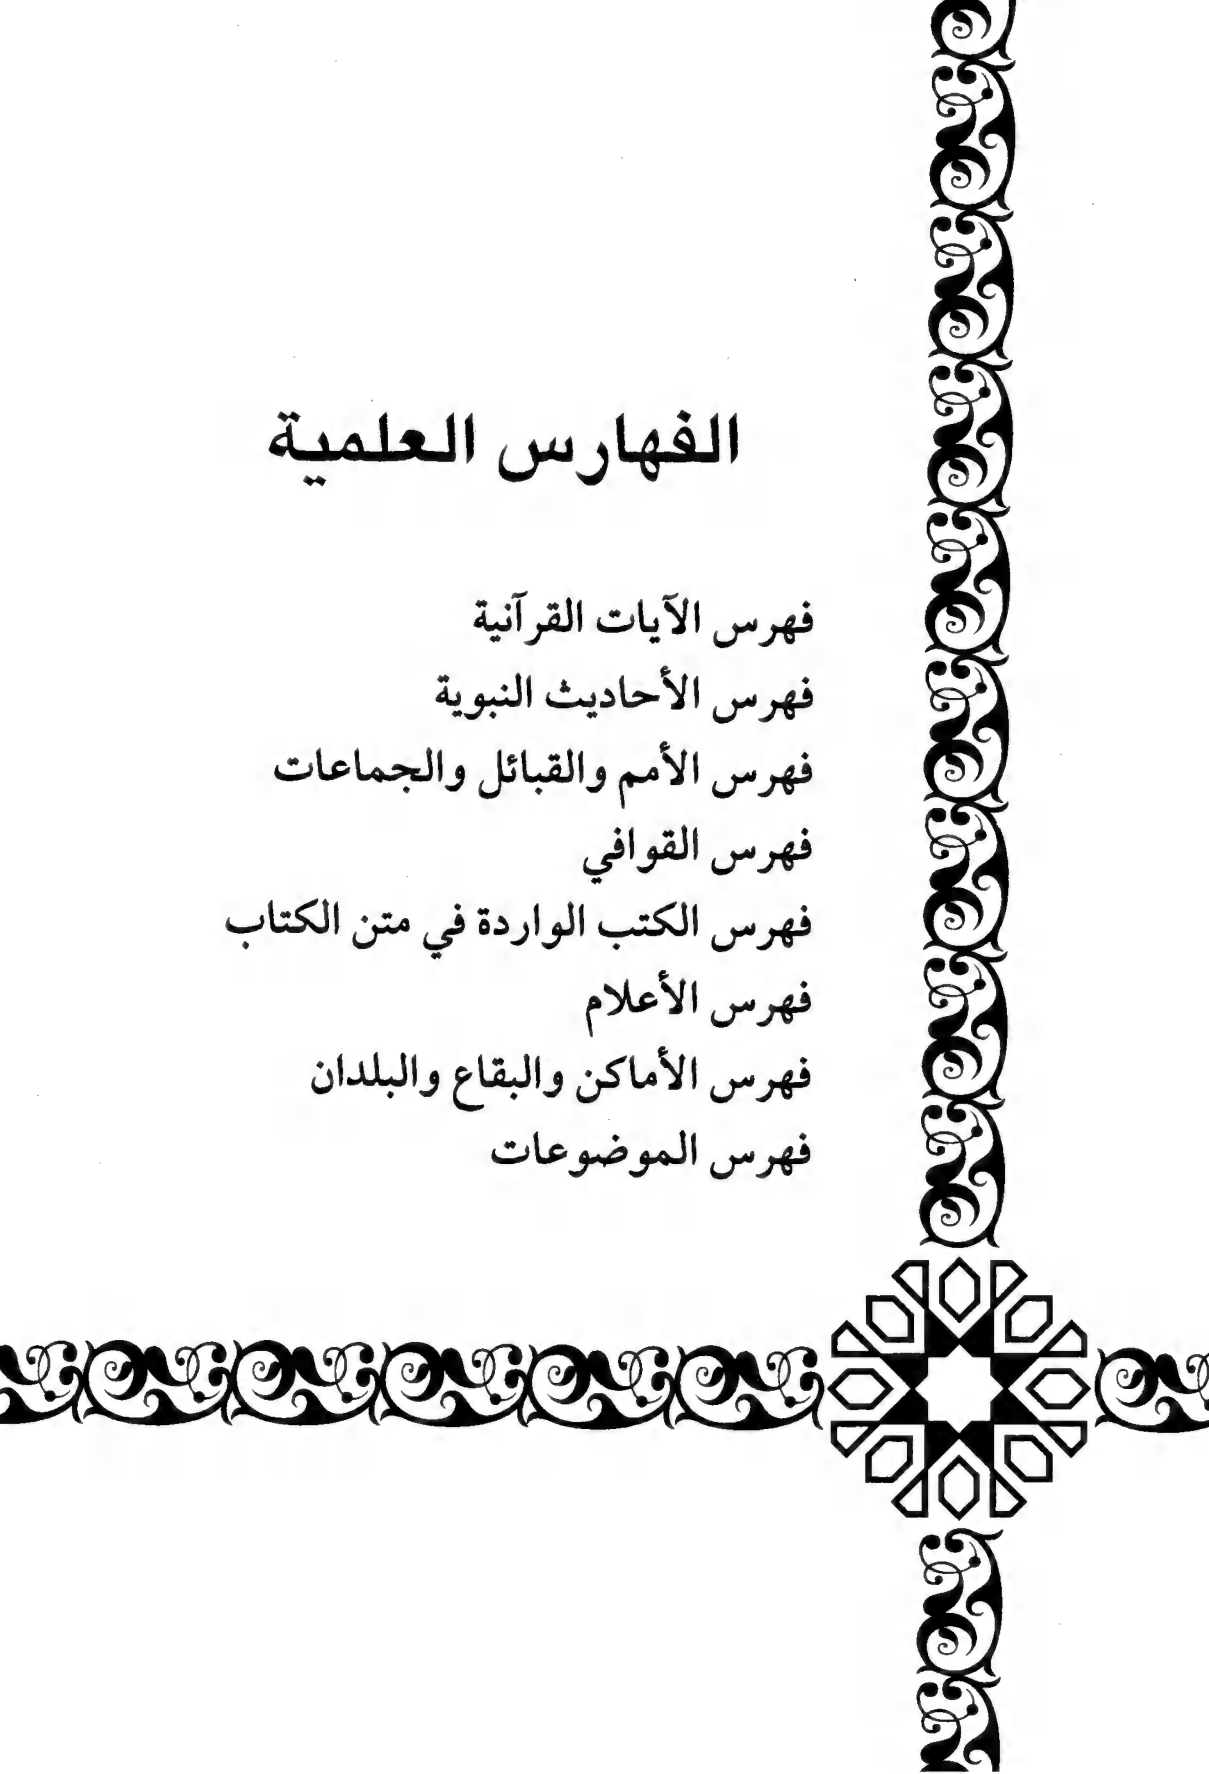 الفهارس العلمية
فهرس الآيات القرآنية
فهرس الأحاديث النبوية
فهرس الأمم والقبائل والجماعات
فهرس القوافي
فهرس الكتب الواردة في متن الكتاب
فهرس الأعلام
فهرس الأماكن والبقاع والبلدان
فهرس الموضوعات